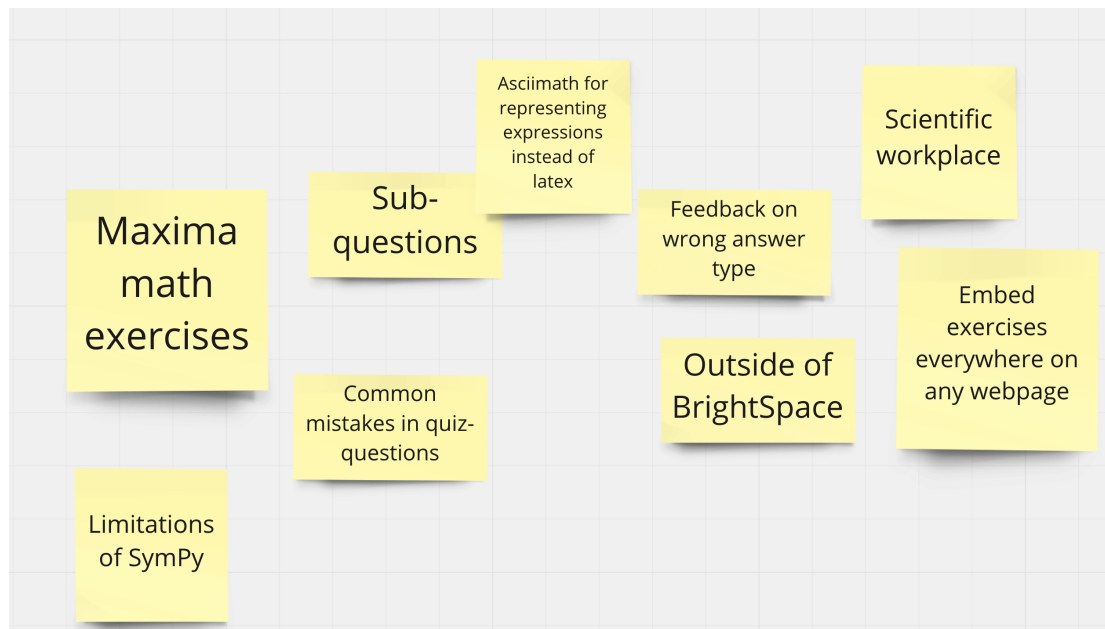 Maxima
math
exercises
Sub-
questions
Asciimath for
representing
expressions
instead of
latex
Feedback on
wrong answer
type
Scientific
workplace
Embed
exercises
everywhere on
any webpage
Outside of
BrightSpace
Common
mistakes in quiz-
questions
Limitations
of SymPy